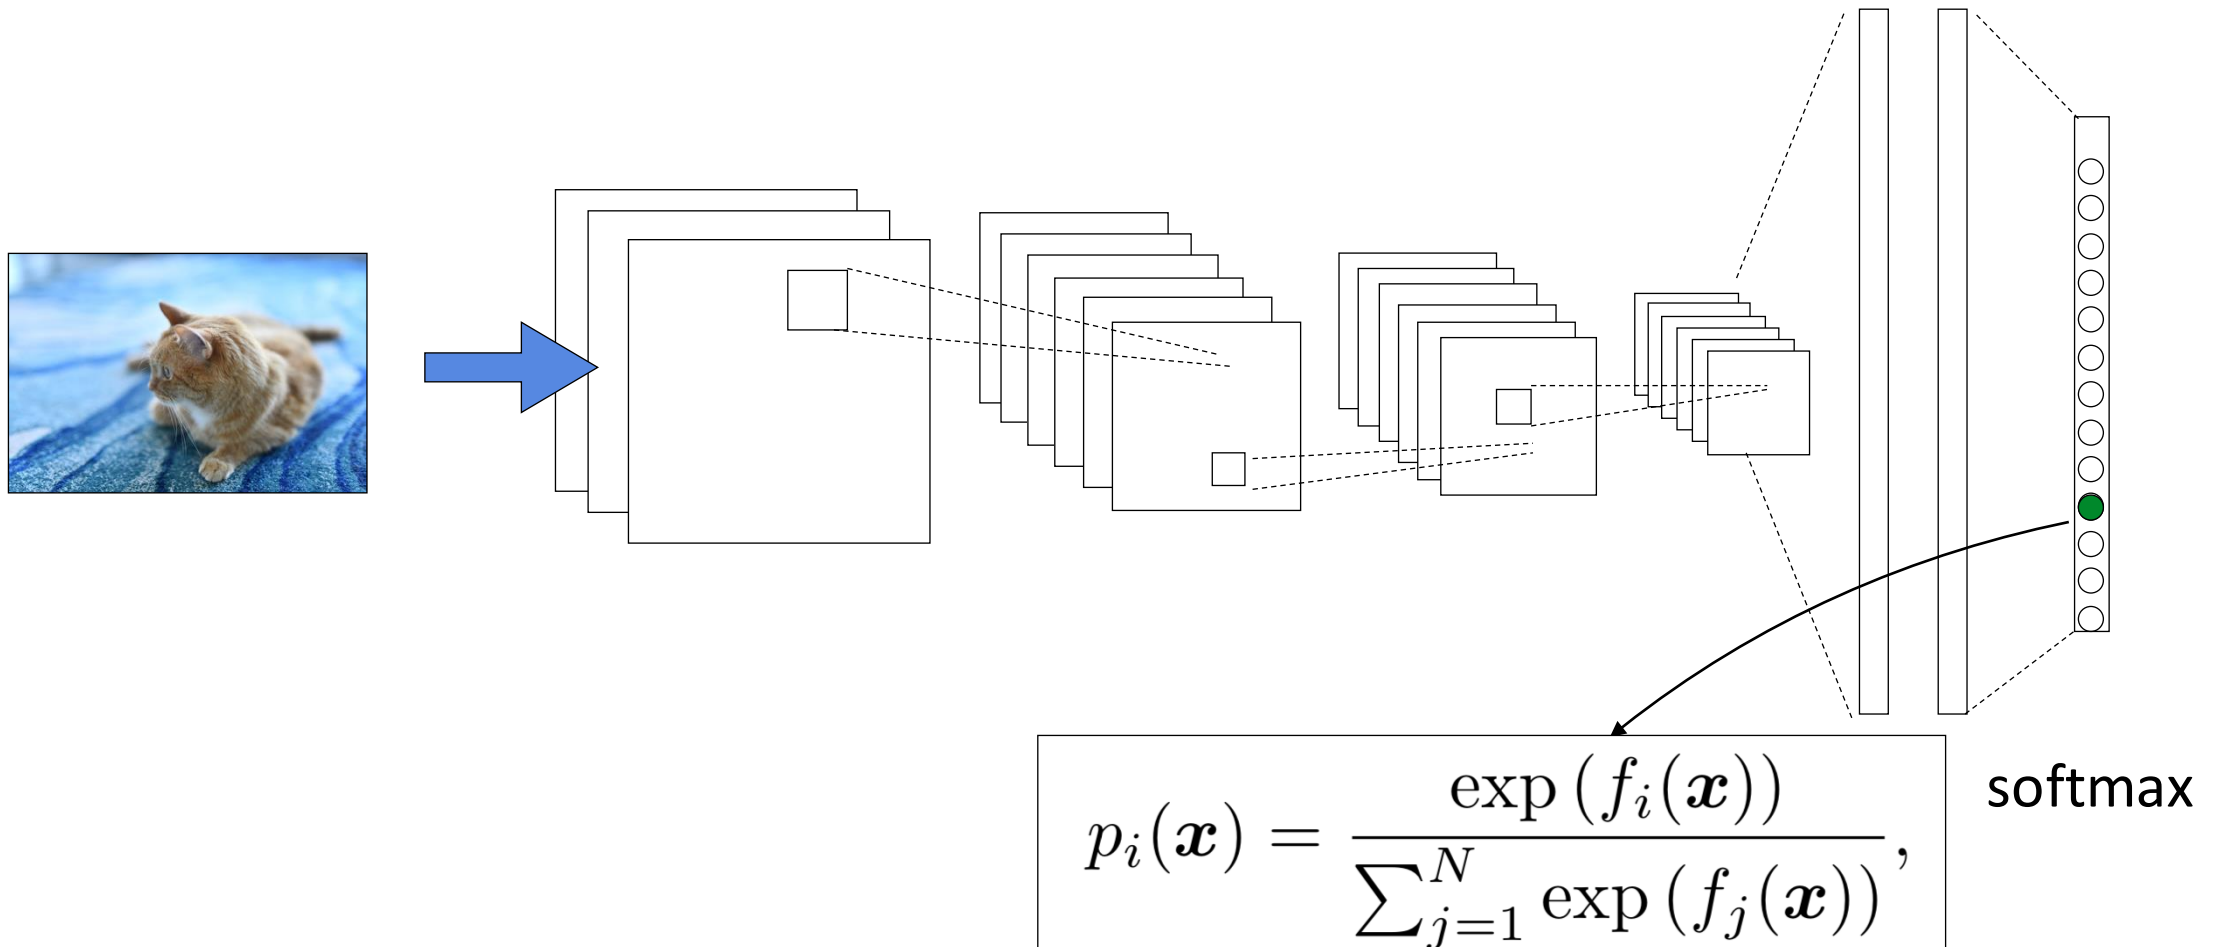 softmax
p_i(x) = exp (f_i(x)) / ∑_{j=1}^{N} exp (f_j(x)) ,